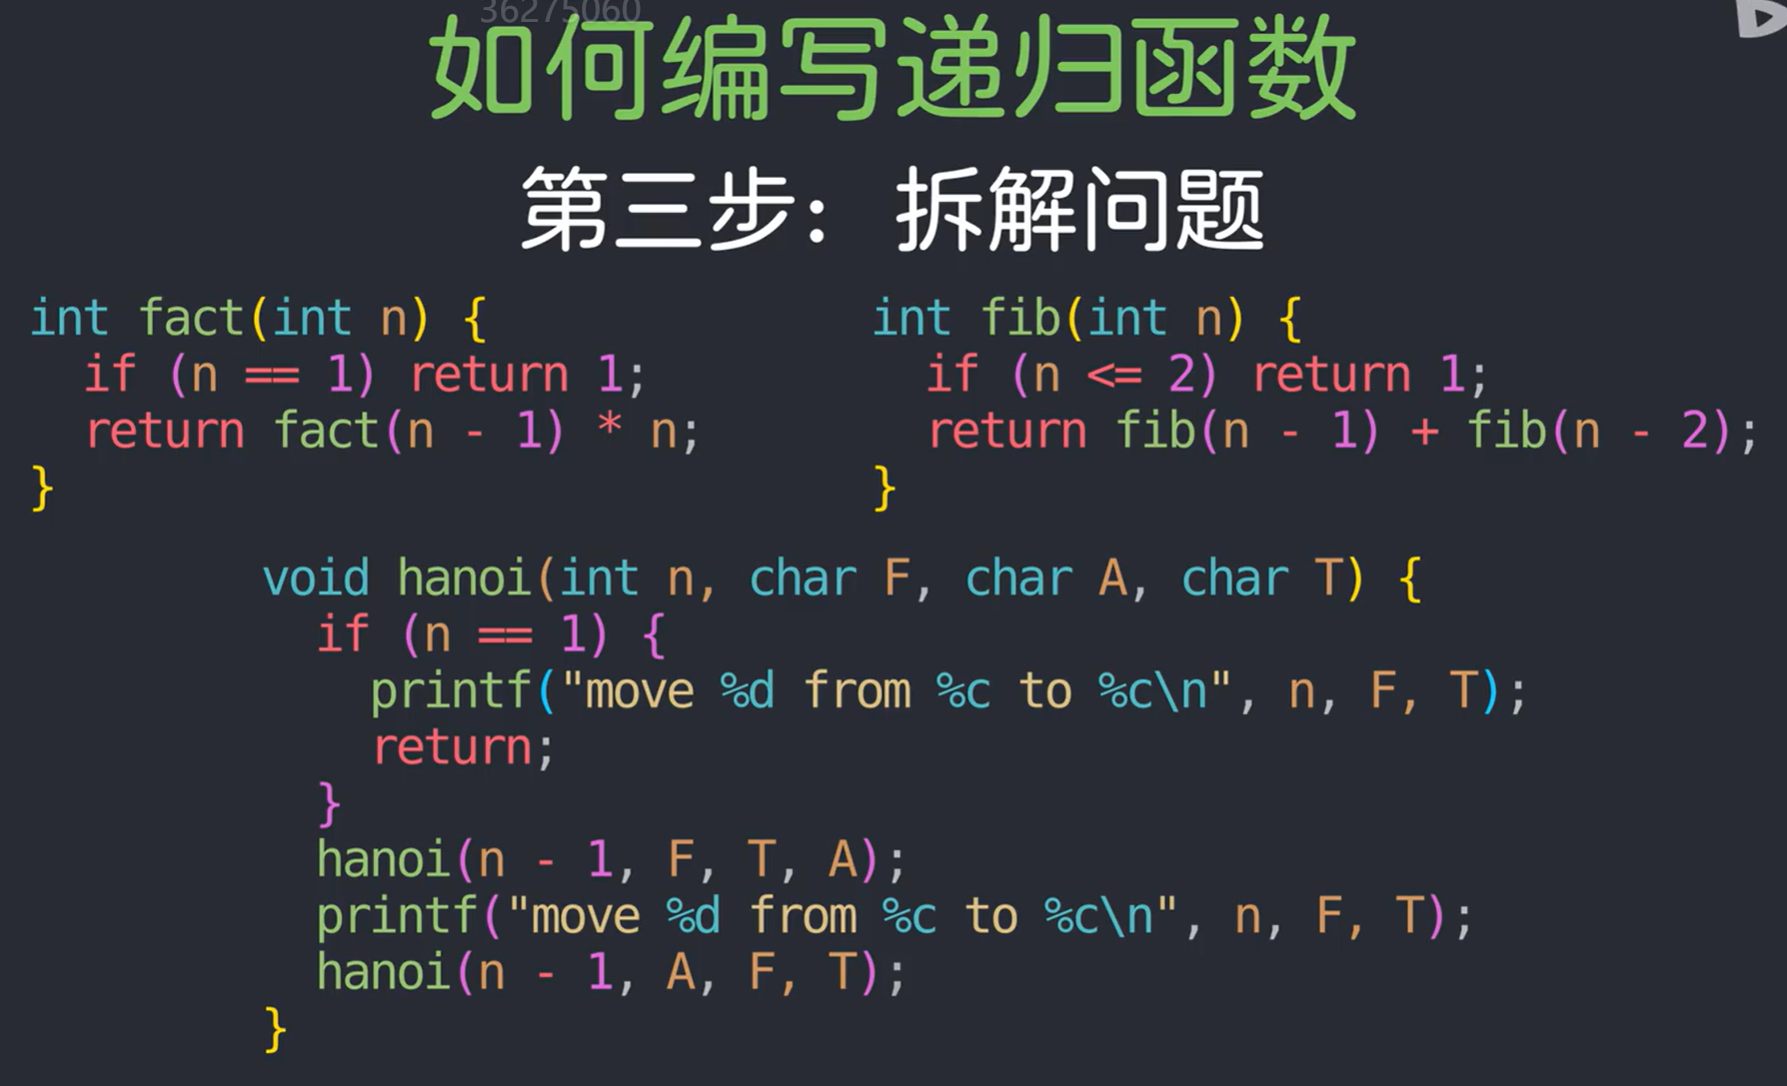 36275060
如何编写递归函数
第三步: 拆解问题
int fact(int n) {
  if (n == 1) return 1;
  return fact(n - 1) * n;
}
int fib(int n) {
  if (n <= 2) return 1;
  return fib(n - 1) + fib(n - 2);
}
void hanoi(int n, char F, char A, char T) {
  if (n == 1) {
    printf("move %d from %c to %c\n", n, F, T);
    return;
  }
  hanoi(n - 1, F, T, A);
  printf("move %d from %c to %c\n", n, F, T);
  hanoi(n - 1, A, F, T);
}